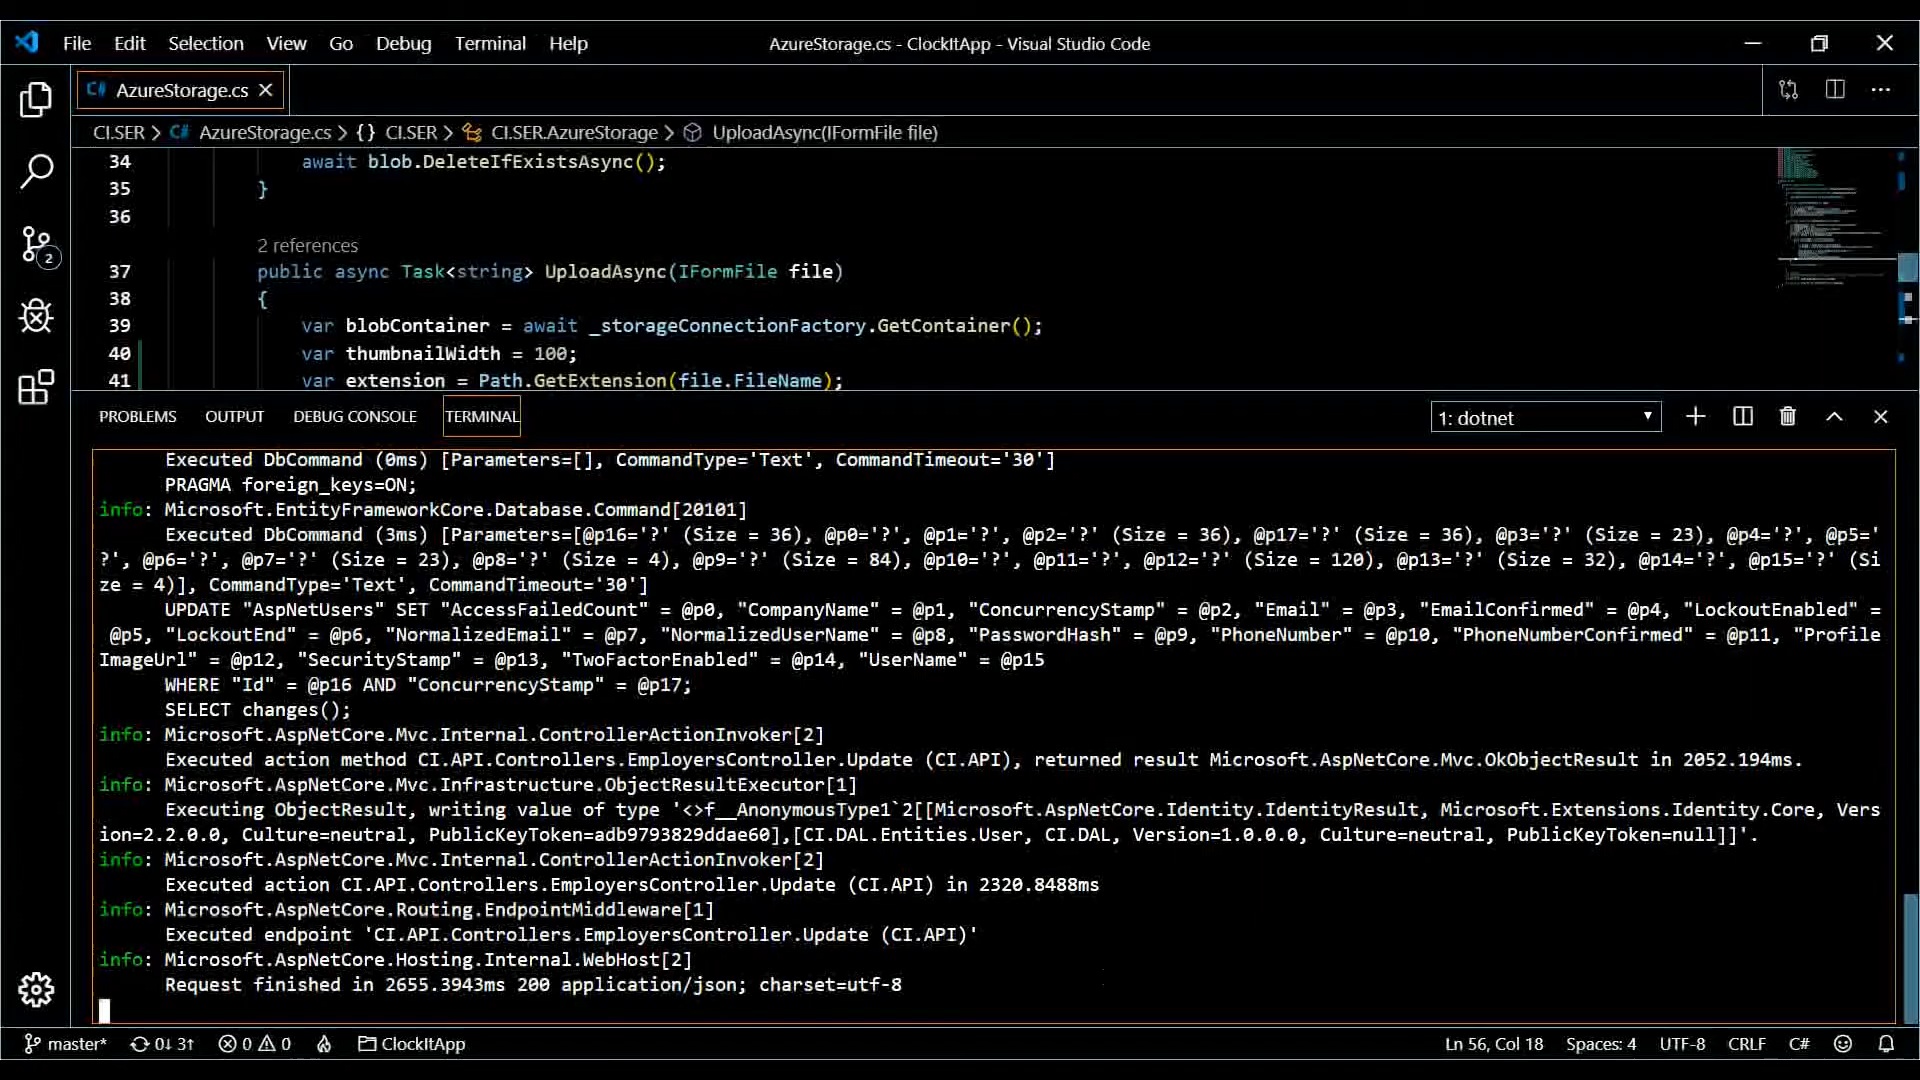 File Edit Selection View Go Debug Terminal Help AzureStorage.cs - ClockItApp - Visual Studio Code
C# AzureStorage.cs
CI.SER > C# AzureStorage.cs > {} CI.SER > CI.SER.AzureStorage > UploadAsync(IFormFile file)
34 await blob.DeleteIfExistsAsync();
35 }
36
2 references
37 public async Task<string> UploadAsync(IFormFile file)
38 {
39 var blobContainer = await _storageConnectionFactory.GetContainer();
40 var thumbnailWidth = 100;
41 var extension = Path.GetExtension(file.FileName);
2
PROBLEMS OUTPUT DEBUG CONSOLE TERMINAL 1: dotnet
Executed DbCommand (0ms) [Parameters=[], CommandType='Text', CommandTimeout='30']
PRAGMA foreign_keys=ON;
info: Microsoft.EntityFrameworkCore.Database.Command[20101]
Executed DbCommand (3ms) [Parameters=[@p16='?' (Size = 36), @p0='?', @p1='?', @p2='?' (Size = 36), @p17='?' (Size = 36), @p3='?' (Size = 23), @p4='?', @p5='
?', @p6='?', @p7='?' (Size = 23), @p8='?' (Size = 4), @p9='?' (Size = 84), @p10='?', @p11='?', @p12='?' (Size = 120), @p13='?' (Size = 32), @p14='?', @p15='?' (Si
ze = 4)], CommandType='Text', CommandTimeout='30']
UPDATE "AspNetUsers" SET "AccessFailedCount" = @p0, "CompanyName" = @p1, "ConcurrencyStamp" = @p2, "Email" = @p3, "EmailConfirmed" = @p4, "LockoutEnabled" =
@p5, "LockoutEnd" = @p6, "NormalizedEmail" = @p7, "NormalizedUserName" = @p8, "PasswordHash" = @p9, "PhoneNumber" = @p10, "PhoneNumberConfirmed" = @p11, "Profile
ImageUrl" = @p12, "SecurityStamp" = @p13, "TwoFactorEnabled" = @p14, "UserName" = @p15
WHERE "Id" = @p16 AND "ConcurrencyStamp" = @p17;
SELECT changes();
info: Microsoft.AspNetCore.Mvc.Internal.ControllerActionInvoker[2]
Executed action method CI.API.Controllers.EmployersController.Update (CI.API), returned result Microsoft.AspNetCore.Mvc.OkObjectResult in 2052.194ms.
info: Microsoft.AspNetCore.Mvc.Infrastructure.ObjectResultExecutor[1]
Executing ObjectResult, writing value of type '<>f__AnonymousType1`2[[Microsoft.AspNetCore.Identity.IdentityResult, Microsoft.Extensions.Identity.Core, Vers
ion=2.2.0.0, Culture=neutral, PublicKeyToken=adb9793829ddae60],[CI.DAL.Entities.User, CI.DAL, Version=1.0.0.0, Culture=neutral, PublicKeyToken=null]]'.
info: Microsoft.AspNetCore.Mvc.Internal.ControllerActionInvoker[2]
Executed action CI.API.Controllers.EmployersController.Update (CI.API) in 2320.8488ms
info: Microsoft.AspNetCore.Routing.EndpointMiddleware[1]
Executed endpoint 'CI.API.Controllers.EmployersController.Update (CI.API)'
info: Microsoft.AspNetCore.Hosting.Internal.WebHost[2]
Request finished in 2655.3943ms 200 application/json; charset=utf-8
master* 0↓ 3↑ 0 0 ClockItApp Ln 56, Col 18 Spaces: 4 UTF-8 CRLF C#